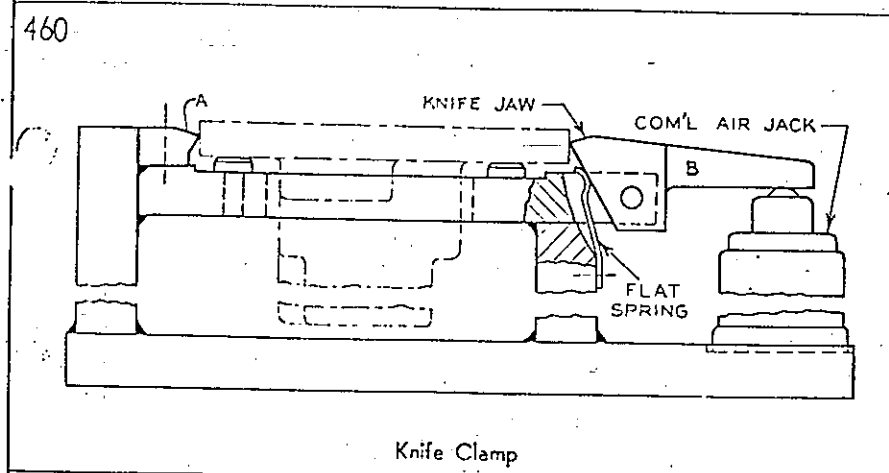 460
A
KNIFE JAW
COM'L AIR JACK
B
FLAT
SPRING
Knife Clamp